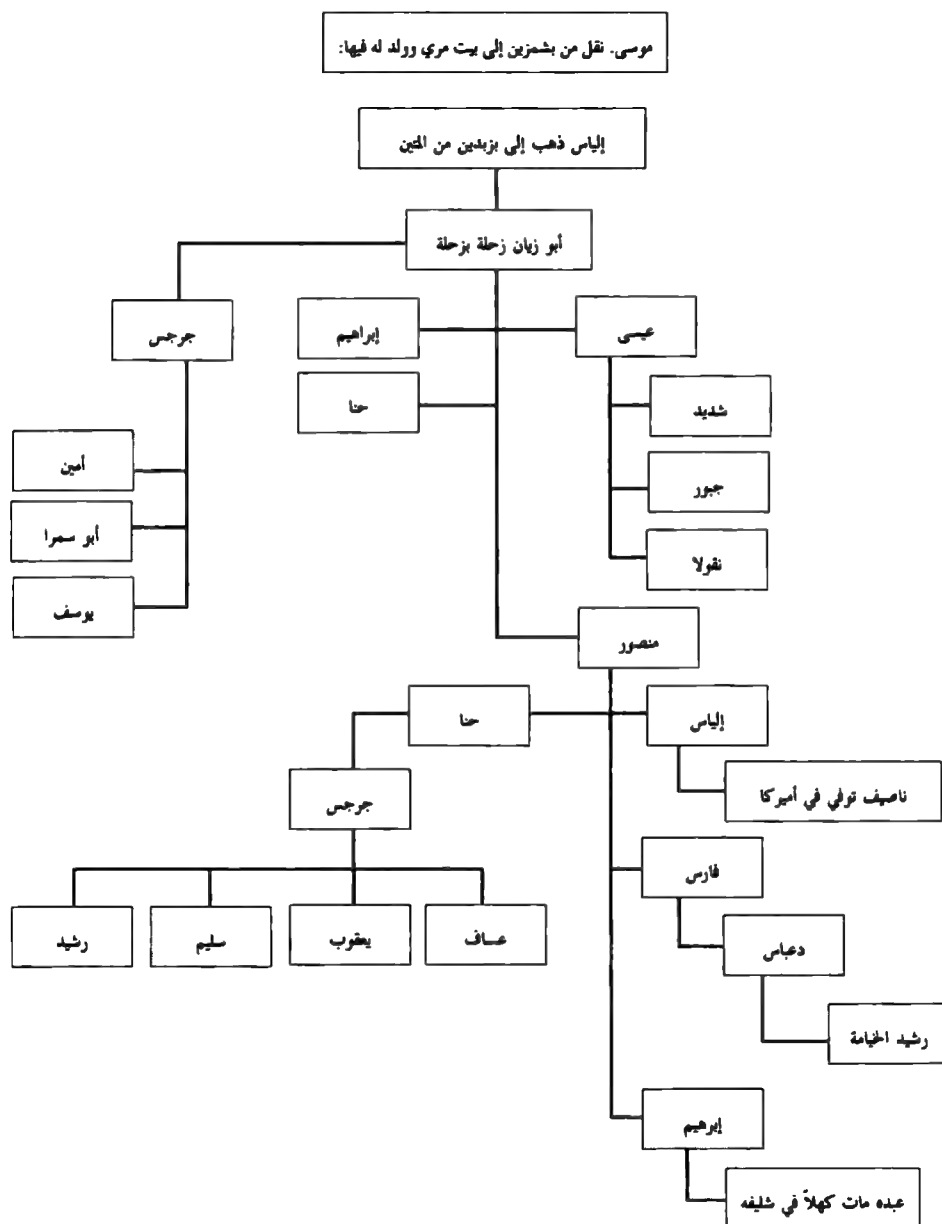 موسى. نقل من بشمزين إلى بيت مري وولد له فيها:
إلياس ذهب إلى بزبدين من المتين
أبو زيان زحلة بزحلة
جرجس
إبراهيم
عيسى
حنا
شديد
أمين
جبور
أبو سمرا
نقولا
يوسف
منصور
حنا
إلياس
جرجس
ناصيف توفي في أميركا
فارس
عساف
يعقوب
سليم
رشيد
دعباس
رشيد الخيامة
إبرهيم
عبده مات كهلاً في شليفه